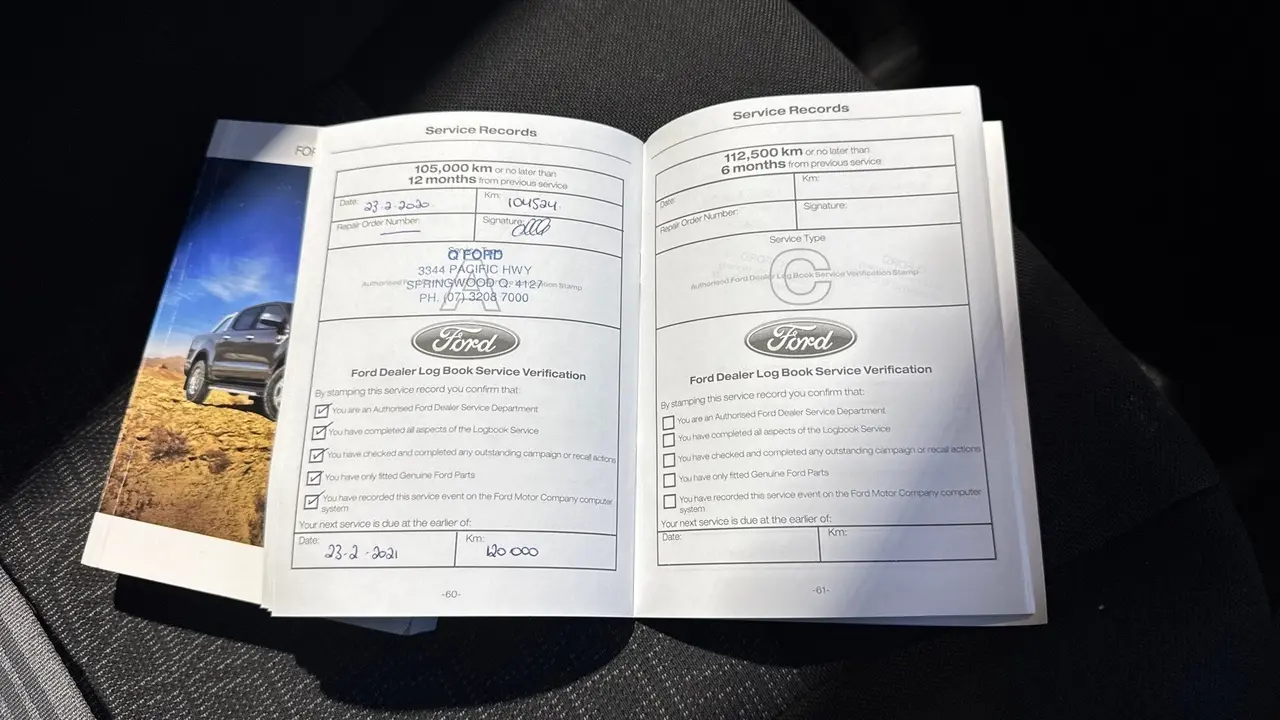 FOR
Service Records
105,000 km or no later than
12 months from previous service
Date: 23-2-2020
Km: 104524
Repair Order Number:
Signature:
Service Type
A
Authorised Ford Dealer Log Book Service Verification Stamp
Q FORD
3344 PACIFIC HWY
SPRINGWOOD Q. 4127
PH. (07) 3208 7000
Ford
Ford Dealer Log Book Service Verification
By stamping this service record you confirm that:
You are an Authorised Ford Dealer Service Department
You have completed all aspects of the Logbook Service
You have checked and completed any outstanding campaign or recall actions
You have only fitted Genuine Ford Parts
You have recorded this service event on the Ford Motor Company computer
system
Your next service is due at the earlier of:
Date: 23-2-2021
Km: 120 000
-60-
Service Records
112,500 km or no later than
6 months from previous service
Date:
Km:
Repair Order Number:
Signature:
Service Type
C
Authorised Ford Dealer Log Book Service Verification Stamp
Ford
Ford Dealer Log Book Service Verification
By stamping this service record you confirm that:
You are an Authorised Ford Dealer Service Department
You have completed all aspects of the Logbook Service
You have checked and completed any outstanding campaign or recall actions
You have only fitted Genuine Ford Parts
You have recorded this service event on the Ford Motor Company computer
system
Your next service is due at the earlier of:
Date:
Km:
-61-